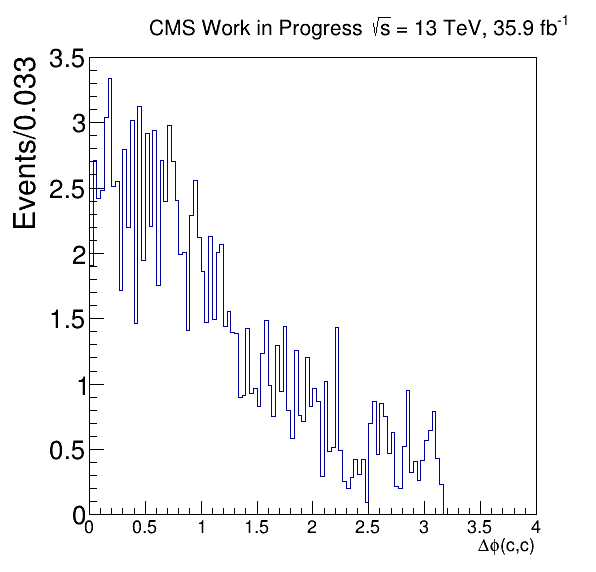 CMS Work in Progress √s = 13 TeV, 35.9 fb⁻¹
Events/0.033
3.5
3
2.5
2
1.5
1
0.5
0
0 0.5 1 1.5 2 2.5 3 3.5 4
Δϕ(c,c)